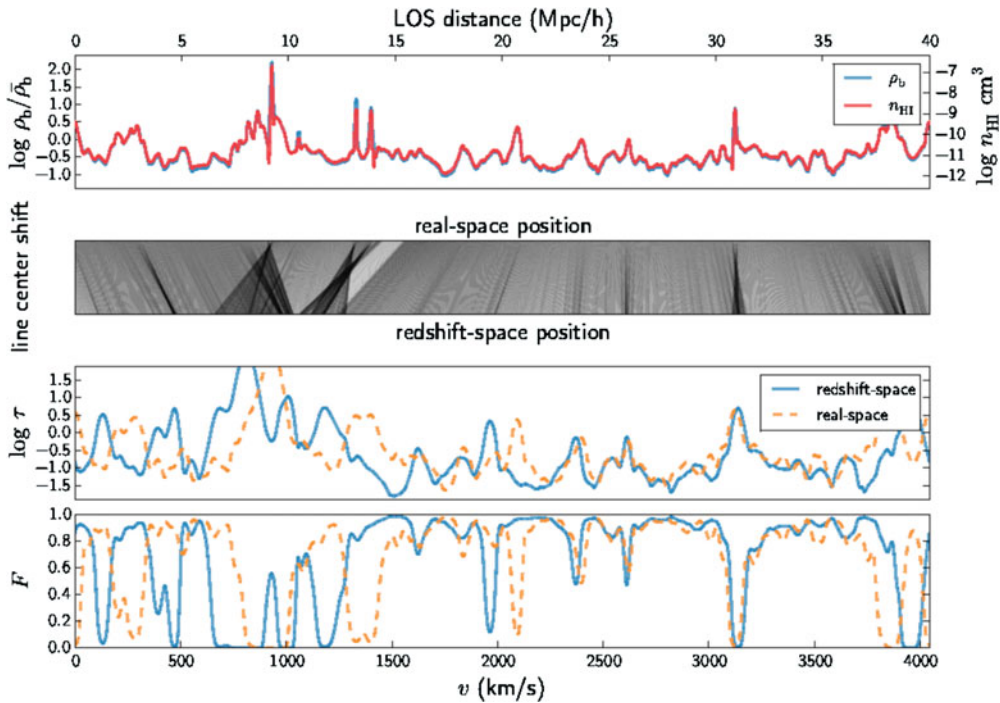 LOS distance (Mpc/h)
0 5 10 15 20 25 30 35 40
log ρb/ρ̄b
2.0
1.5
1.0
0.5
0.0
−0.5
−1.0
ρb
nHI
−7
−8
−9
−10
−11
−12
log nHI cm³
line center shift
real-space position
redshift-space position
log τ
1.5
1.0
0.5
0.0
−0.5
−1.0
−1.5
redshift-space
real-space
F
1.0
0.8
0.6
0.4
0.2
0.0
0 500 1000 1500 2000 2500 3000 3500 4000
v (km/s)